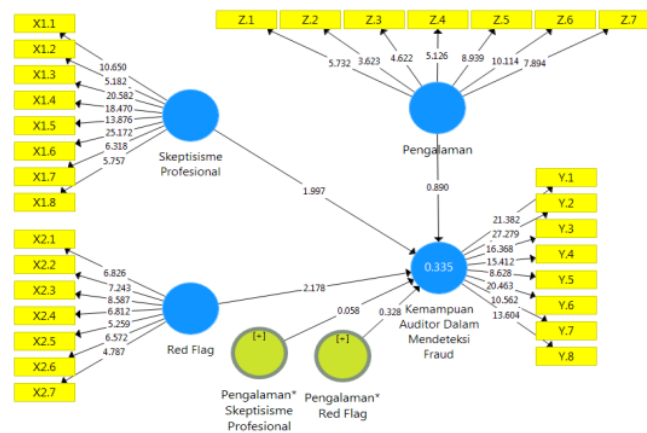 X1.1
X1.2
X1.3
X1.4
X1.5
X1.6
X1.7
X1.8
10.650
5.182
20.582
18.470
13.876
25.172
6.318
5.757
Skeptisisme
Profesional
Z.1
Z.2
Z.3
Z.4
Z.5
Z.6
Z.7
5.732
3.623
4.622
5.126
8.939
10.114
7.894
Pengalaman
1.997
0.890
X2.1
X2.2
X2.3
X2.4
X2.5
X2.6
X2.7
6.826
7.243
8.587
6.812
5.259
6.572
4.787
Red Flag
2.178
0.058
0.328
[+]
Pengalaman*
Skeptisisme
Profesional
[+]
Pengalaman*
Red Flag
0.335
Kemampuan
Auditor Dalam
Mendeteksi
Fraud
21.382
27.279
16.368
15.412
8.628
20.463
10.562
13.604
Y.1
Y.2
Y.3
Y.4
Y.5
Y.6
Y.7
Y.8